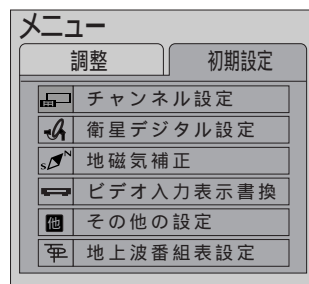 メニュー
調整 初期設定
チャンネル設定
衛星デジタル設定
S N 地磁気補正
ビデオ入力表示書換
他 その他の設定
地上波番組表設定